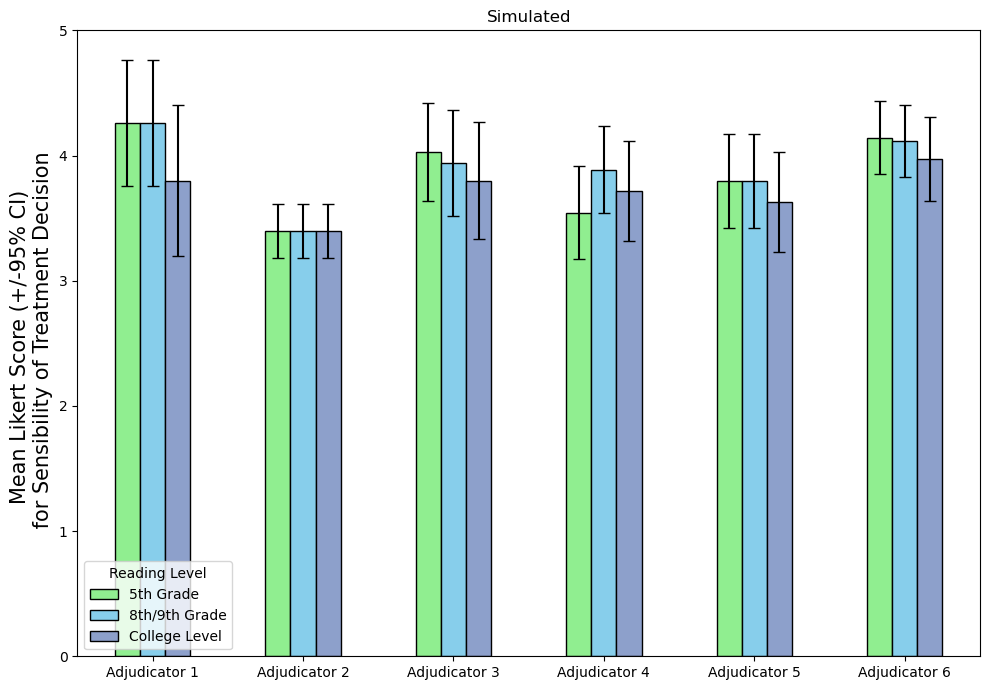 Simulated
Mean Likert Score (+/-95% CI)
for Sensibility of Treatment Decision
5
4
3
2
1
0
Reading Level
5th Grade
8th/9th Grade
College Level
Adjudicator 1
Adjudicator 2
Adjudicator 3
Adjudicator 4
Adjudicator 5
Adjudicator 6